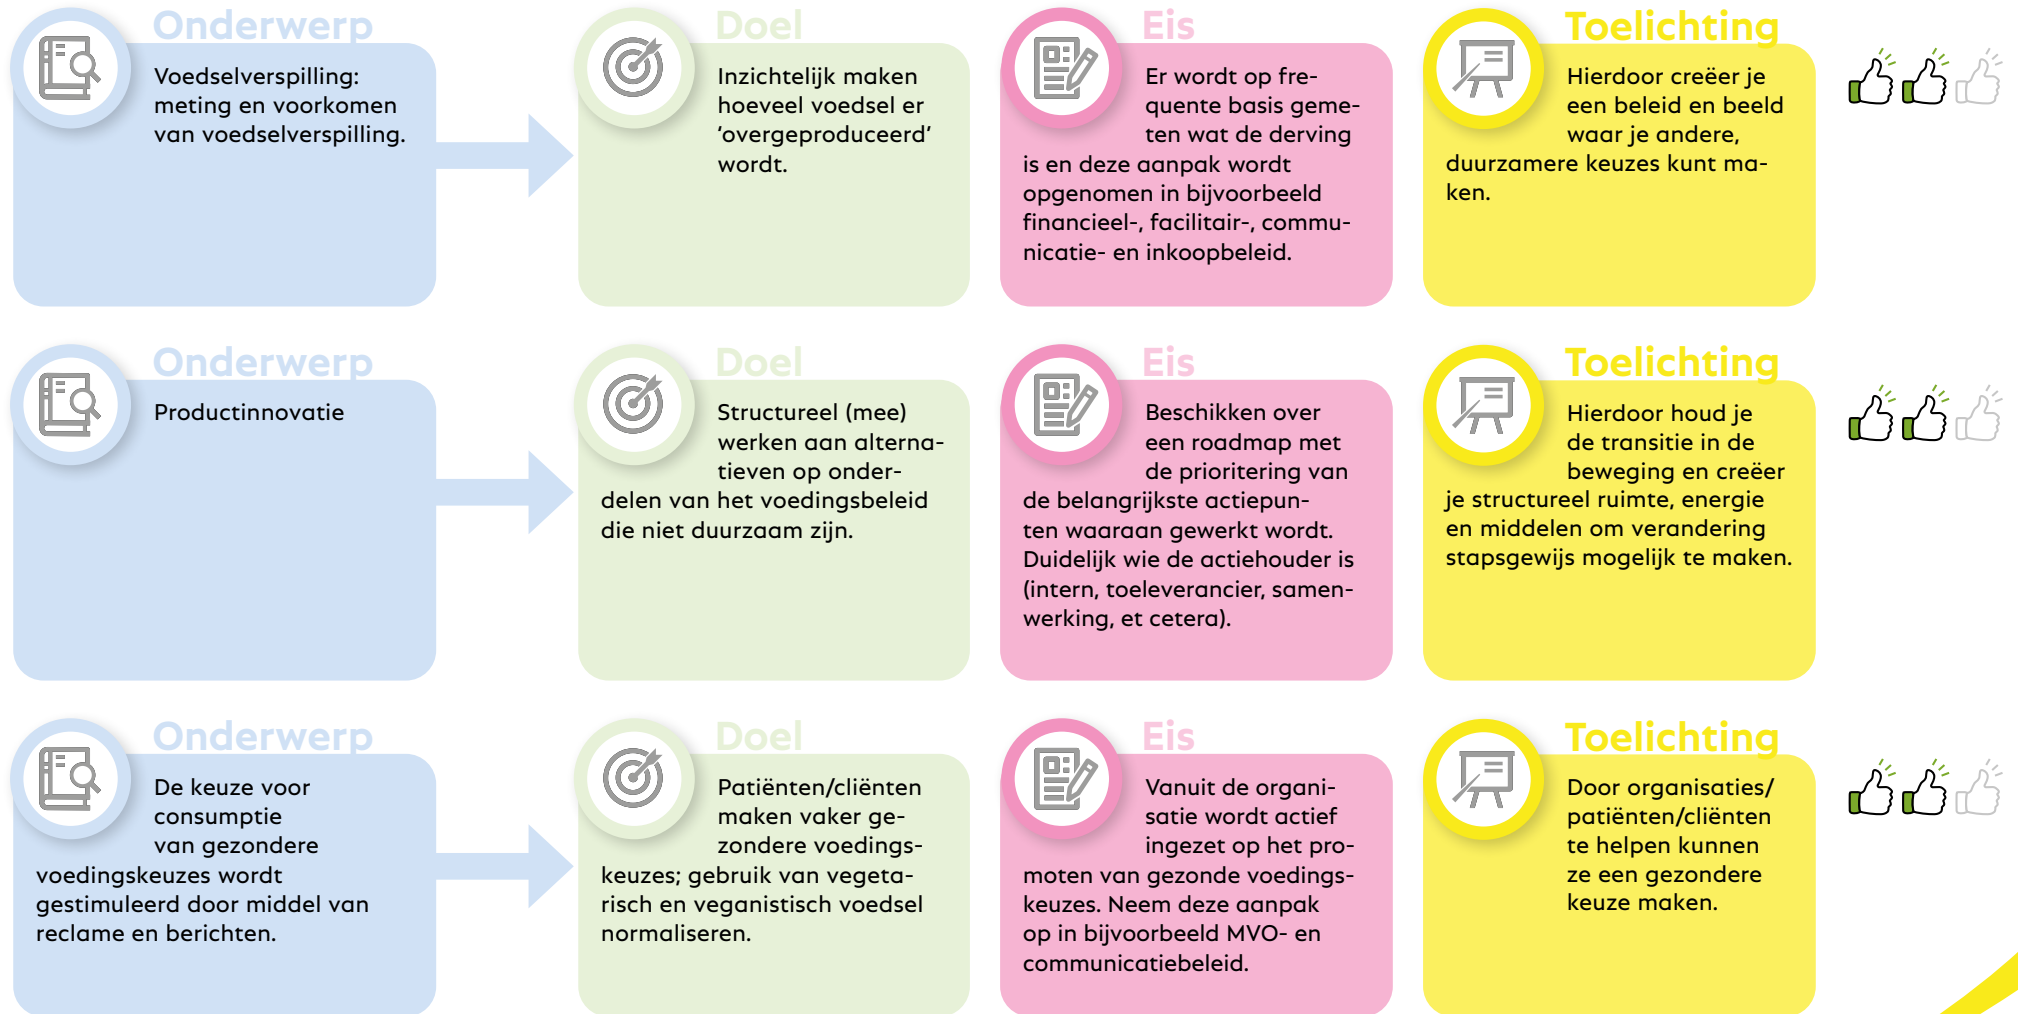 Onderwerp
Voedselverspilling:
meting en voorkomen
van voedselverspilling.
Doel
Inzichtelijk maken
hoeveel voedsel er
‘overgeproduceerd’
wordt.
Eis
Er wordt op fre-
quente basis geme-
ten wat de derving
is en deze aanpak wordt
opgenomen in bijvoorbeeld
financieel-, facilitair-, commu-
nicatie- en inkoopbeleid.
Toelichting
Hierdoor creëer je
een beleid en beeld
waar je andere,
duurzamere keuzes kunt ma-
ken.
Onderwerp
Productinnovatie
Doel
Structureel (mee)
werken aan alterna-
tieven op onder-
delen van het voedingsbeleid
die niet duurzaam zijn.
Eis
Beschikken over
een roadmap met
de prioritering van
de belangrijkste actiepun-
ten waaraan gewerkt wordt.
Duidelijk wie de actiehouder is
(intern, toeleverancier, samen-
werking, et cetera).
Toelichting
Hierdoor houd je
de transitie in de
beweging en creëer
je structureel ruimte, energie
en middelen om verandering
stapsgewijs mogelijk te maken.
Onderwerp
De keuze voor
consumptie
van gezondere
voedingskeuzes wordt
gestimuleerd door middel van
reclame en berichten.
Doel
Patiënten/cliënten
maken vaker ge-
zondere voedings-
keuzes; gebruik van vegeta-
risch en veganistisch voedsel
normaliseren.
Eis
Vanuit de organi-
satie wordt actief
ingezet op het pro-
moten van gezonde voedings-
keuzes. Neem deze aanpak
op in bijvoorbeeld MVO- en
communicatiebeleid.
Toelichting
Door organisaties/
patiënten/cliënten
te helpen kunnen
ze een gezondere
keuze maken.